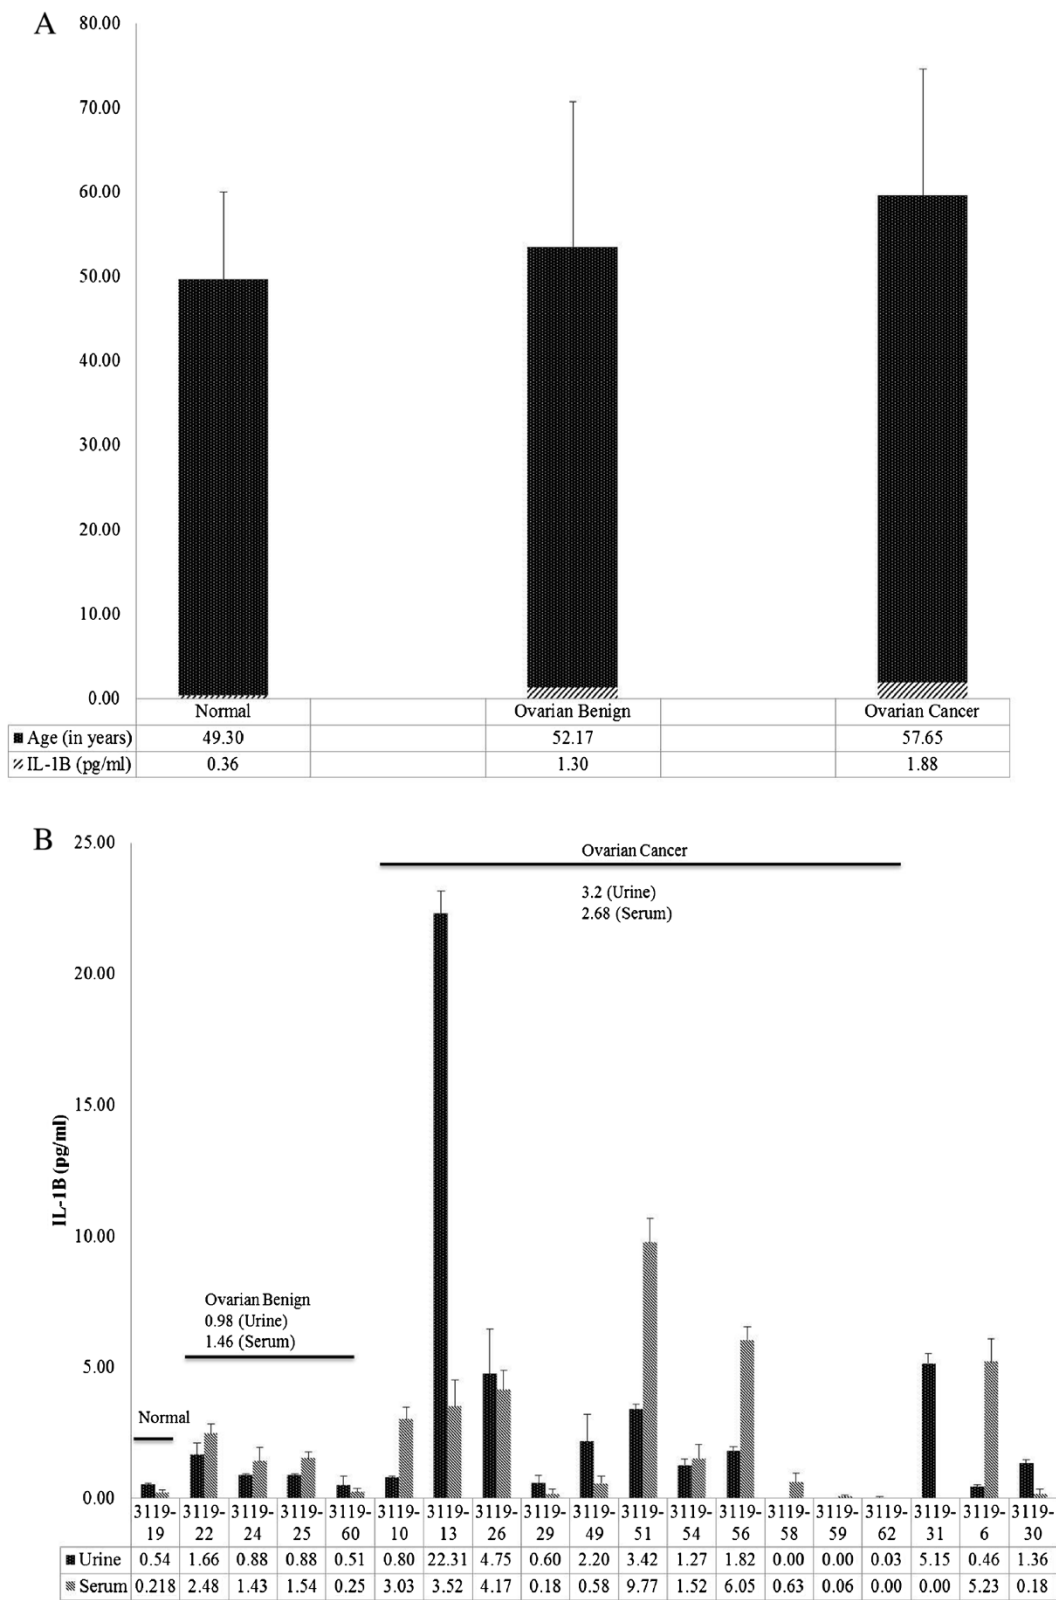 A
80.00
70.00
60.00
50.00
40.00
30.00
20.00
10.00
0.00
Normal Ovarian Benign Ovarian Cancer
Age (in years) 49.30 52.17 57.65
IL-1B (pg/ml) 0.36 1.30 1.88
B
25.00
20.00
15.00
10.00
5.00
0.00
IL-1B (pg/ml)
Ovarian Cancer
3.2 (Urine)
2.68 (Serum)
Ovarian Benign
0.98 (Urine)
1.46 (Serum)
Normal
3119- 3119- 3119- 3119- 3119- 3119- 3119- 3119- 3119- 3119- 3119- 3119- 3119- 3119- 3119- 3119- 3119- 3119- 3119-
19 22 24 25 60 10 13 26 29 49 51 54 56 58 59 62 31 6 30
Urine 0.54 1.66 0.88 0.88 0.51 0.80 22.31 4.75 0.60 2.20 3.42 1.27 1.82 0.00 0.00 0.03 5.15 0.46 1.36
Serum 0.218 2.48 1.43 1.54 0.25 3.03 3.52 4.17 0.18 0.58 9.77 1.52 6.05 0.63 0.06 0.00 0.00 5.23 0.18